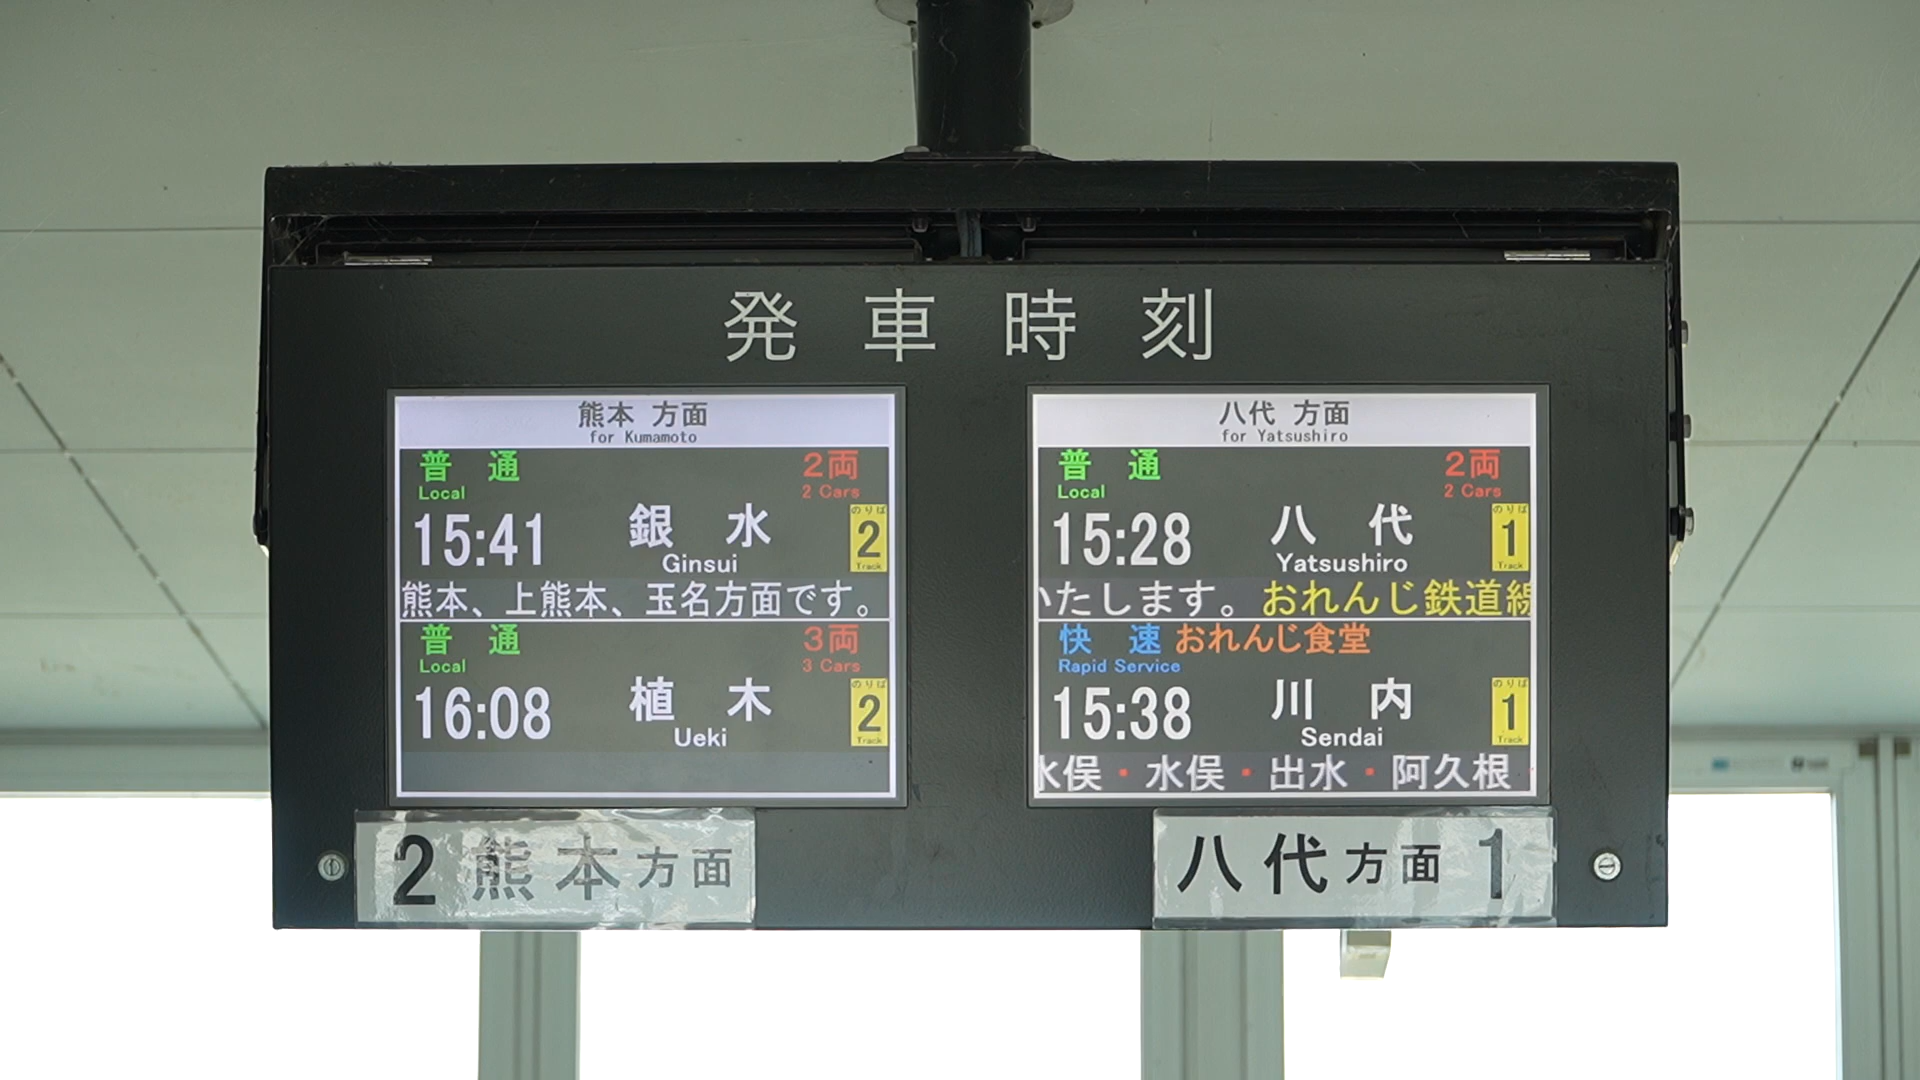 発車時刻
熊本 方面
for Kumamoto
普通 2両
Local 2 Cars
15:41 銀水 のりば 2
Ginsui Track
熊本、上熊本、玉名方面です。
普通 3両
Local 3 Cars
16:08 植木 のりば 2
Ueki Track
2 熊本方面
八代 方面
for Yatsushiro
普通 2両
Local 2 Cars
15:28 八代 のりば 1
Yatsushiro Track
いたします。おれんじ鉄道線
快速 おれんじ食堂
Rapid Service
15:38 川内 のりば 1
Sendai Track
水俣・水俣・出水・阿久根
八代方面 1